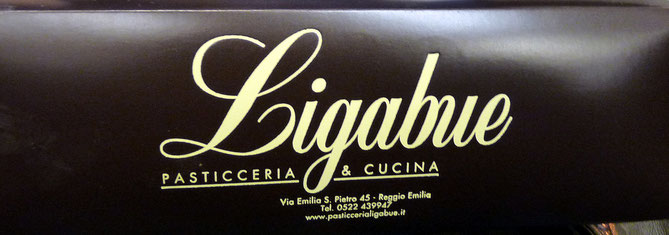 Ligabue
PASTICCERIA & CUCINA
Via Emilia S. Pietro 45 - Reggio Emilia
Tel. 0522 439947
www.pasticcerialigabue.it